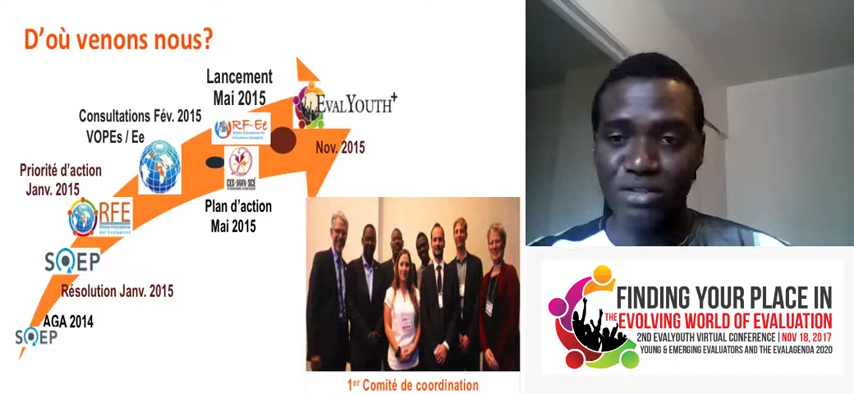 D'où venons nous?
Lancement
Mai 2015
EVALYOUTH+
Consultations Fév. 2015
VOPEs / Ee
RF-Ee
Nov. 2015
Priorité d'action
Janv. 2015
RFE
CES
SCÉ
Plan d'action
Mai 2015
SQEP
Résolution Janv. 2015
AGA 2014
SQEP
1er Comité de coordination
FINDING YOUR PLACE IN
THE EVOLVING WORLD OF EVALUATION
2ND EVALYOUTH VIRTUAL CONFERENCE | NOV 18, 2017
YOUNG & EMERGING EVALUATORS AND THE EVALAGENDA 2020